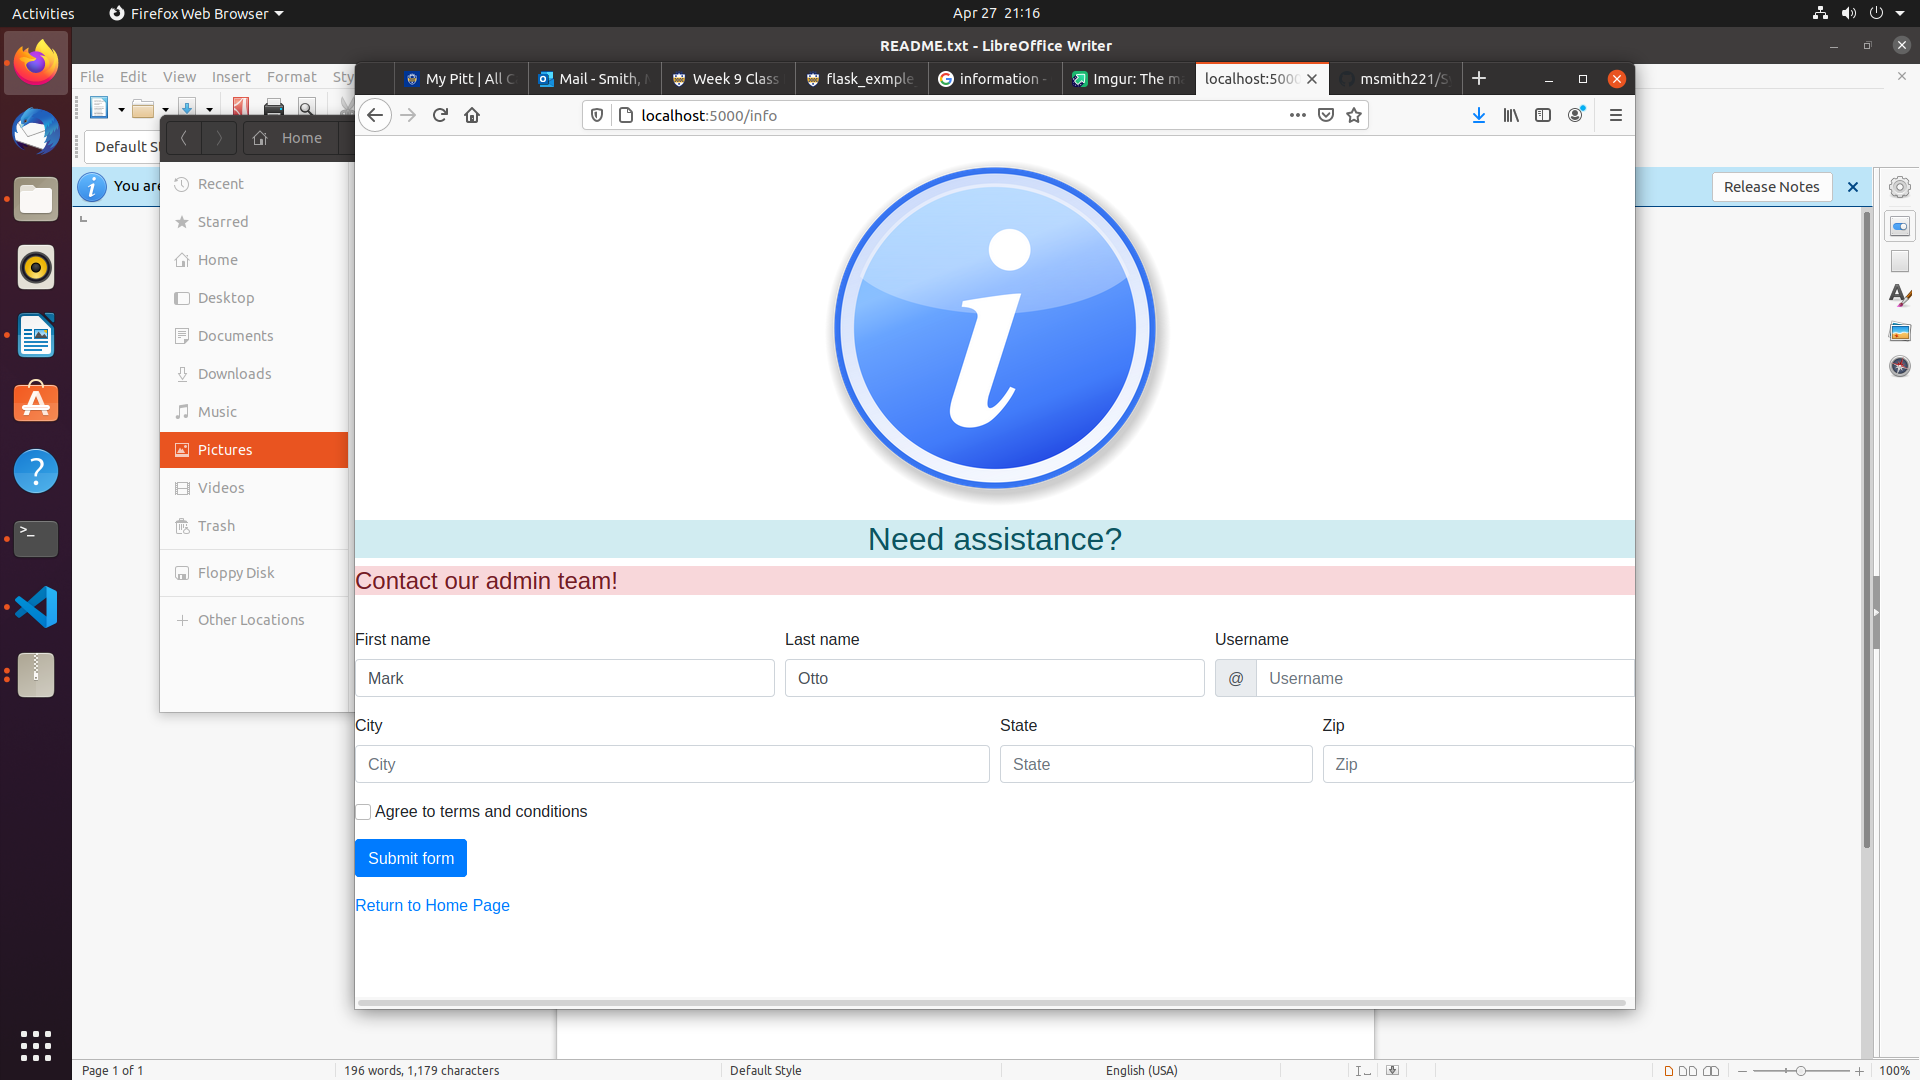 Activities
Firefox Web Browser
Apr 27 21:16
README.txt - LibreOffice Writer
File Edit View Insert Format
My Pitt | All
Mail - Smith,
Week 9 Class
flask_exmple
information -
Imgur: The
localhost:5000
msmith221/
localhost:5000/info
Default
Home
You are
Release Notes
Recent
Starred
Home
Desktop
Documents
Downloads
Music
Pictures
Videos
Trash
Floppy Disk
Other Locations
Need assistance?
Contact our admin team!
First name Last name Username
Mark Otto @ Username
City State Zip
City State Zip
Agree to terms and conditions
Submit form
Return to Home Page
Page 1 of 1
196 words, 1,179 characters
Default Style
English (USA)
100%